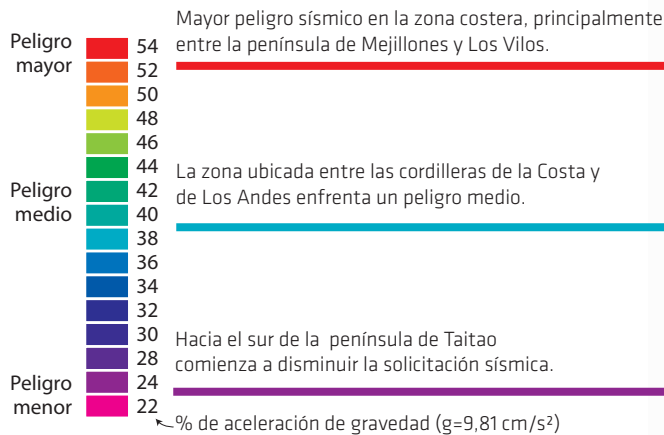 Mayor peligro sísmico en la zona costera, principalmente
entre la península de Mejillones y Los Vilos.
Peligro
mayor
54
52
50
48
46
44
La zona ubicada entre las cordilleras de la Costa y
de Los Andes enfrenta un peligro medio.
Peligro
medio
42
40
38
36
34
32
30
Hacia el sur de la península de Taitao
comienza a disminuir la solicitación sísmica.
28
24
Peligro
menor
22
% de aceleración de gravedad (g=9,81 cm/s²)